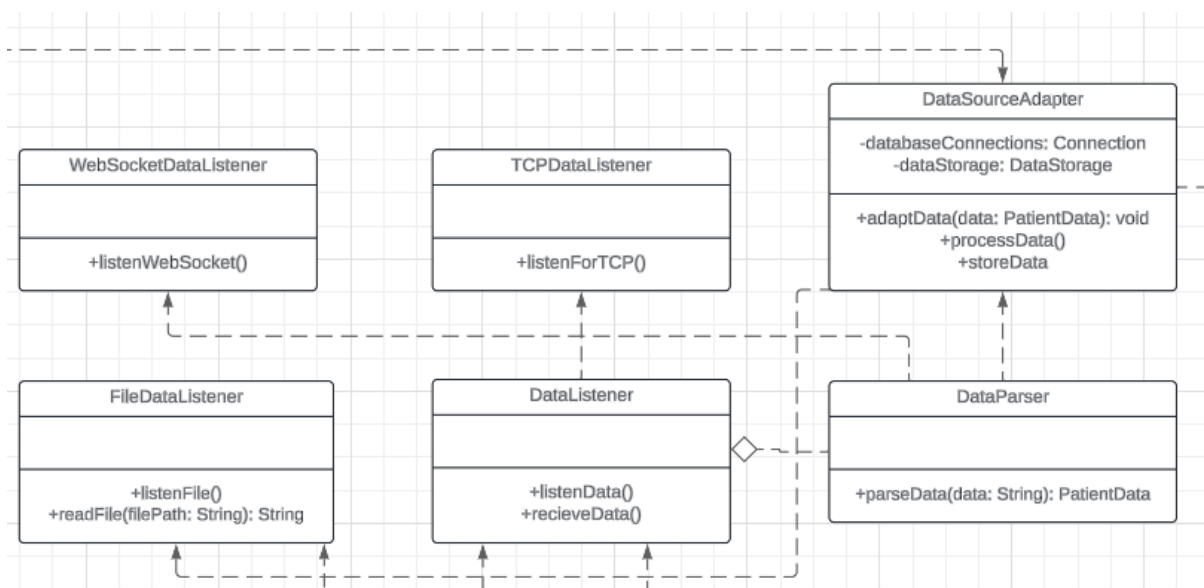 DataSourceAdapter
-databaseConnections: Connection
-dataStorage: DataStorage
+adaptData(data: PatientData): void
+processData()
+storeData
WebSocketDataListener
+listenWebSocket()
TCPDataListener
+listenForTCP()
FileDataListener
+listenFile()
+readFile(filePath: String): String
DataListener
+listenData()
+recieveData()
DataParser
+parseData(data: String): PatientData